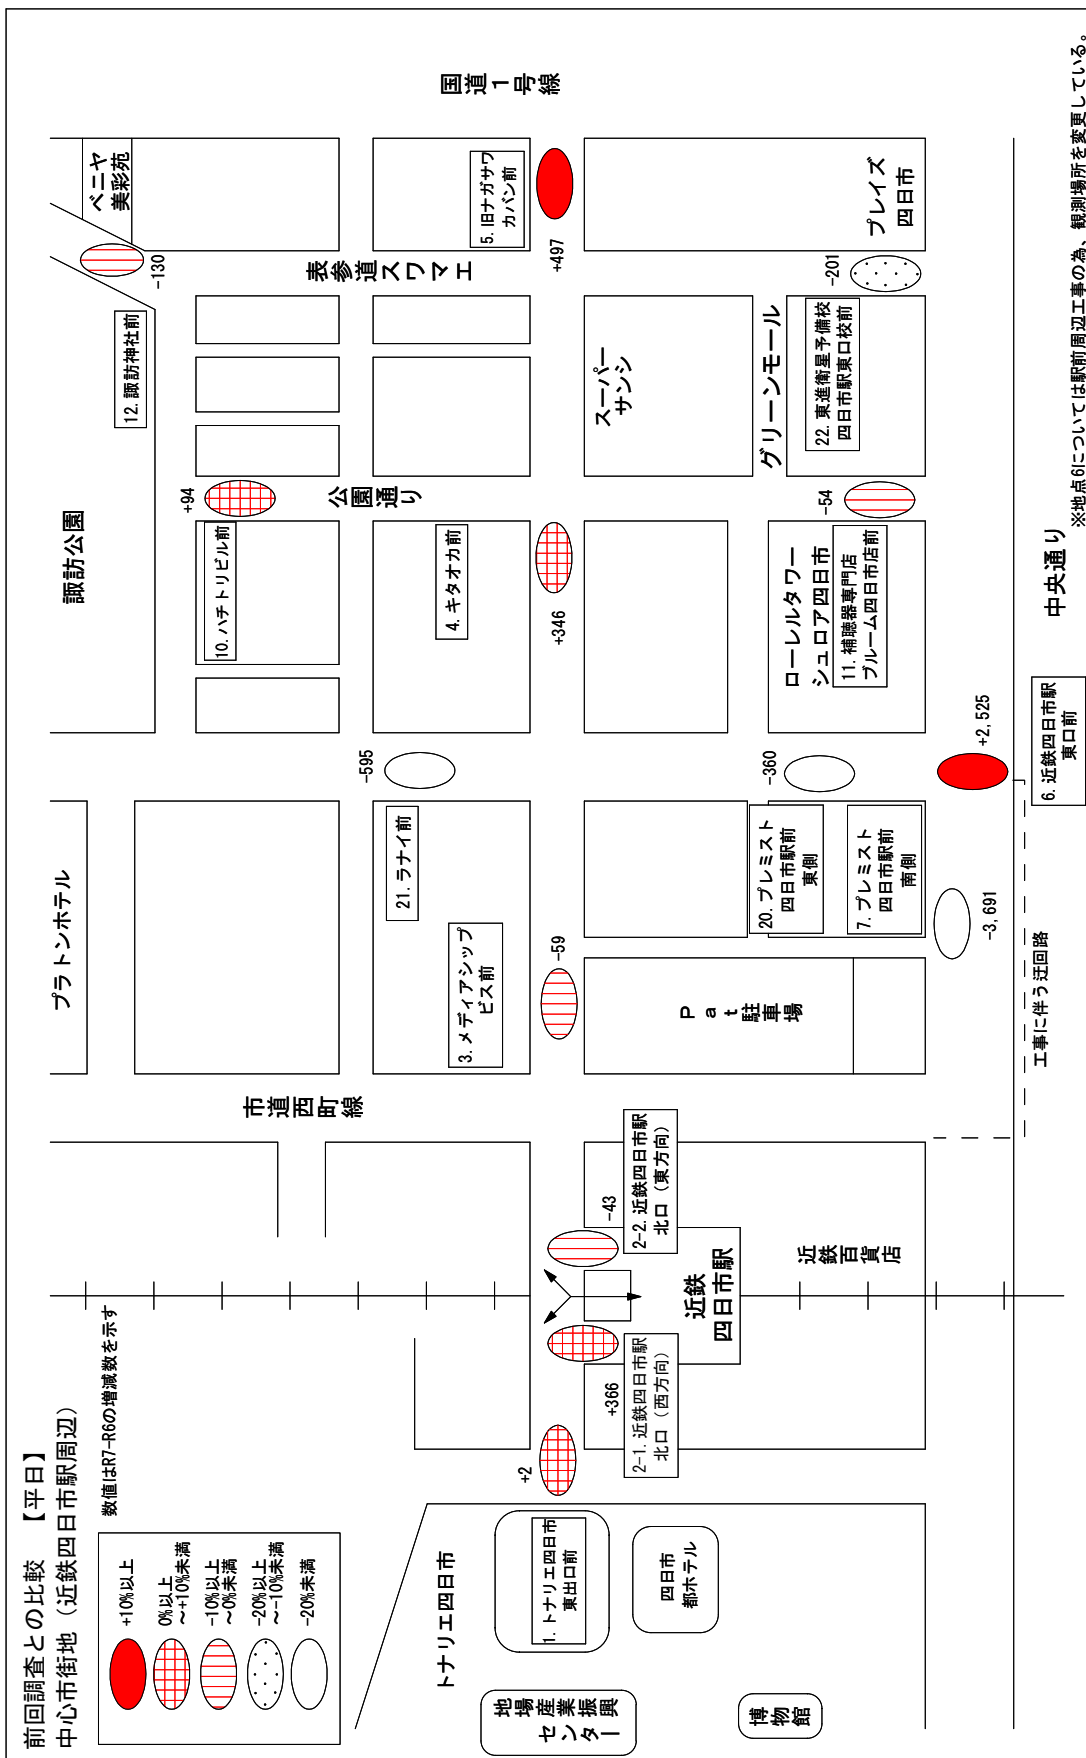 前回調査との比較 【平日】
中心市街地（近鉄四日市駅周辺）
数値はR7-R6の増減数を示す
+10%以上
0%以上
～+10%未満
-10%以上
～0%未満
-20%以上
～-10%未満
-20%未満
トナリエ四日市
1. トナリエ四日市
東出口前
四日市
都ホテル
地場産業振興
センター
博物館
+2
+366
2-1. 近鉄四日市駅
北口（西方向）
-43
2-2. 近鉄四日市駅
北口（東方向）
近鉄
四日市駅
近鉄百貨店
市道西町線
プラトンホテル
21. ラナイ前
3. メディアシップ
ビス前
-59
Pat駐車場
-595
20. プレミスト
四日市駅前
東側
-360
7. プレミスト
四日市駅前
南側
-3,691
+2,525
6. 近鉄四日市駅
東口前
工事に伴う迂回路
諏訪公園
12. 諏訪神社前
-130
ベニヤ
美彩苑
+94
10. ハチトリビル前
公園通り
4. キタオカ前
+346
表参道スワマエ
5. 旧ナガサワ
カバン前
+497
国道1号線
スーパー
サンシ
グリーンモール
ローレルタワー
シュロア四日市
11. 補聴器専門店
ブルーム四日市店前
-54
22. 東進衛星予備校
四日市駅東口校前
-201
プレイズ
四日市
中央通り
※地点6については駅前周辺工事の為、観測場所を変更している。